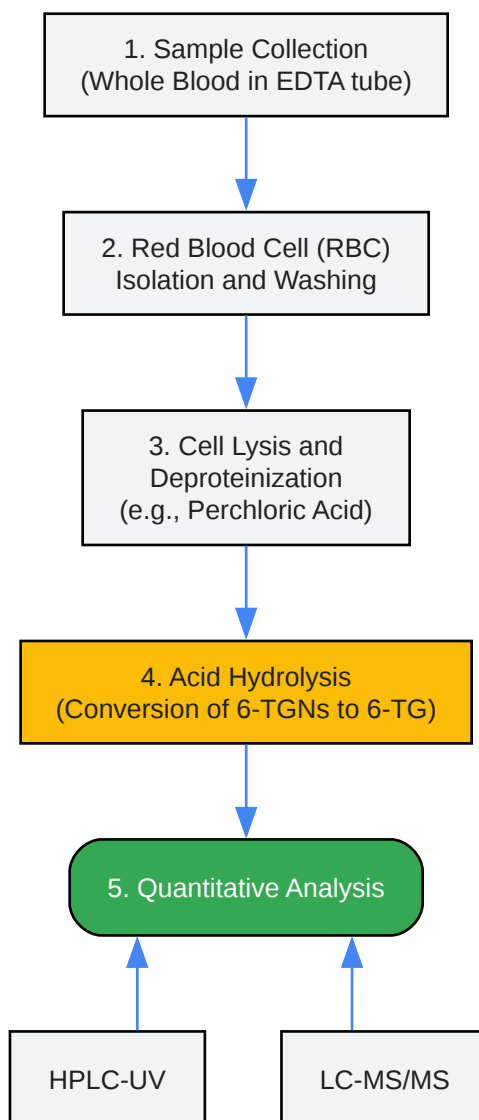 1. Sample Collection
(Whole Blood in EDTA tube)
2. Red Blood Cell (RBC)
Isolation and Washing
3. Cell Lysis and
Deproteinization
(e.g., Perchloric Acid)
4. Acid Hydrolysis
(Conversion of 6-TGNs to 6-TG)
5. Quantitative Analysis
HPLC-UV
LC-MS/MS